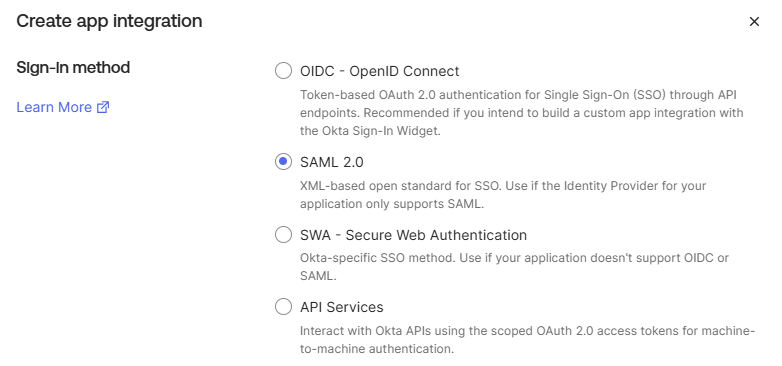 Create app integration
Sign-in method
Learn More
OIDC - OpenID Connect
Token-based OAuth 2.0 authentication for Single Sign-On (SSO) through API
endpoints. Recommended if you intend to build a custom app integration with
the Okta Sign-In Widget.
SAML 2.0
XML-based open standard for SSO. Use if the Identity Provider for your
application only supports SAML.
SWA - Secure Web Authentication
Okta-specific SSO method. Use if your application doesn't support OIDC or
SAML.
API Services
Interact with Okta APIs using the scoped OAuth 2.0 access tokens for machine-
to-machine authentication.